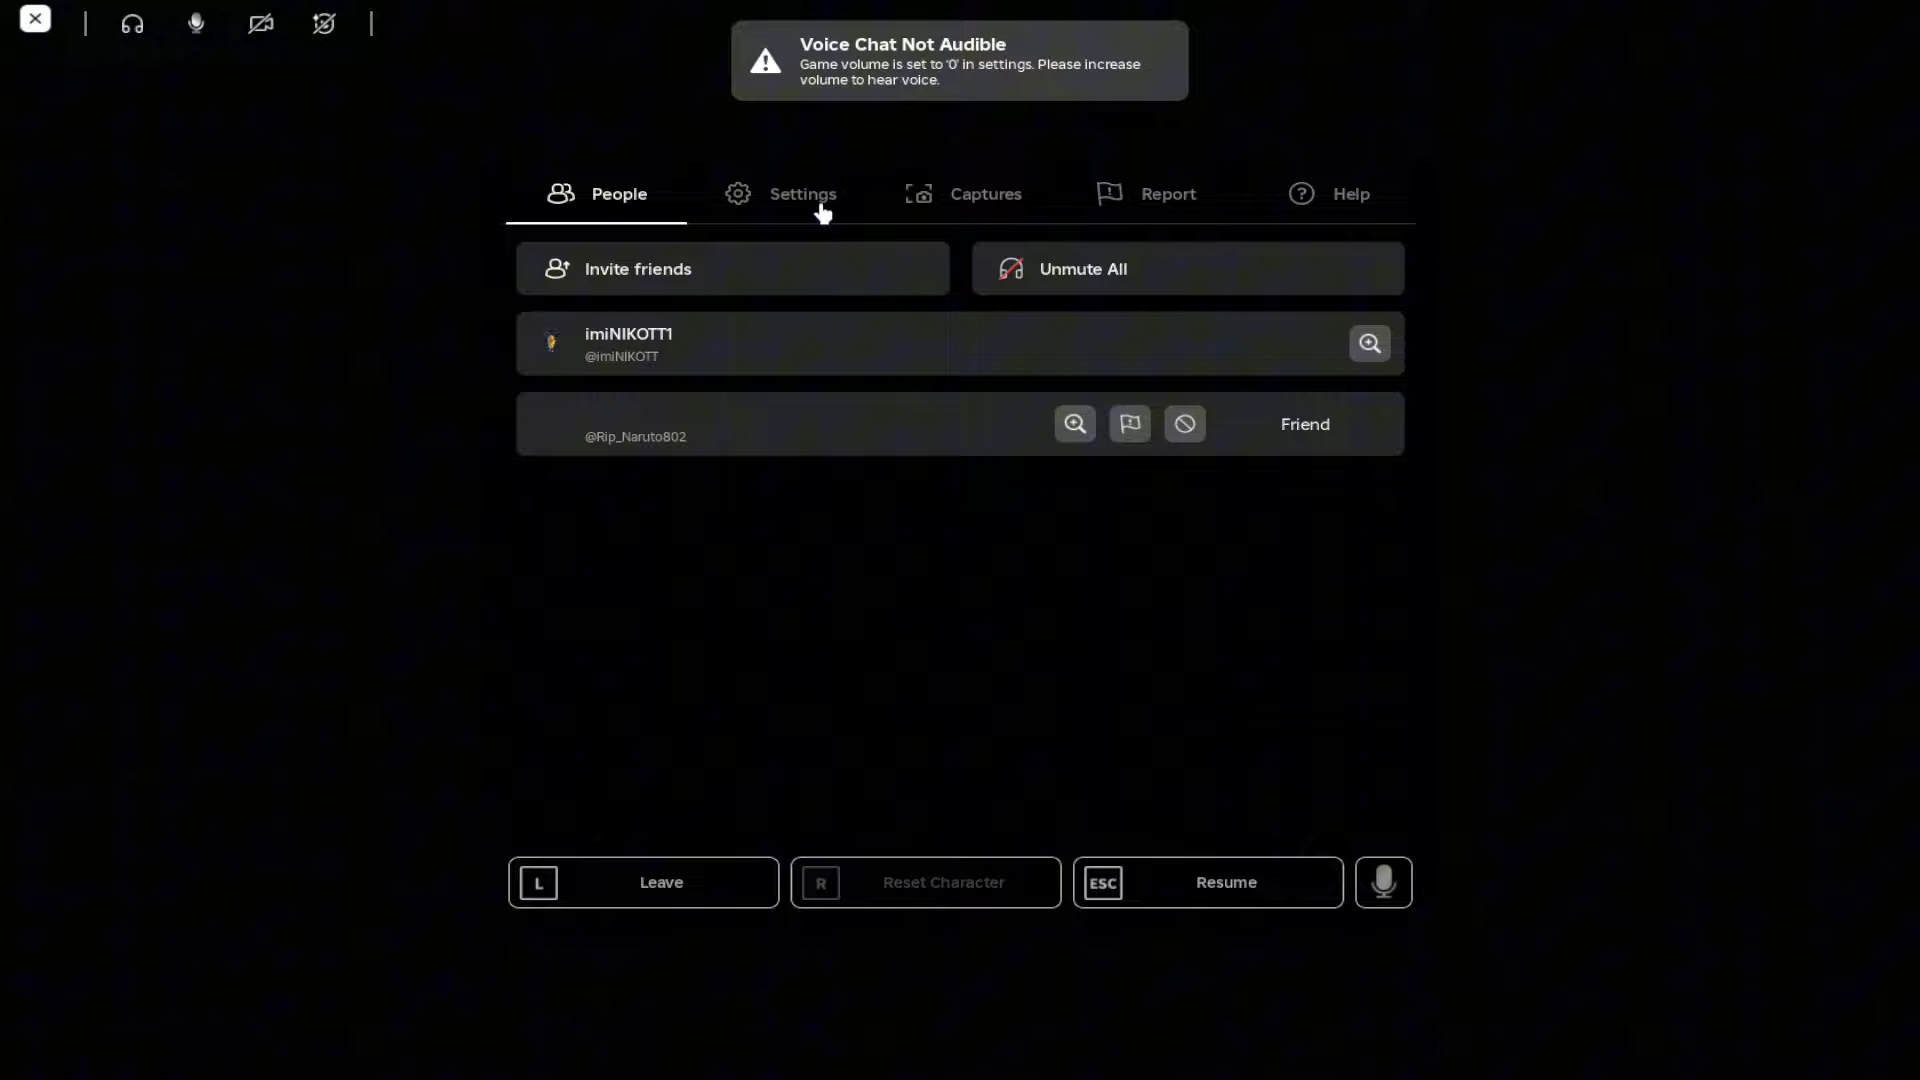 Voice Chat Not Audible
Game volume is set to '0' in settings. Please increase
volume to hear voice.
People
Settings
Captures
Report
Help
Invite friends
Unmute All
imiNIKOTT1
@imiNIKOTT
@Rip_Naruto802
Friend
L
Leave
R
Reset Character
ESC
Resume